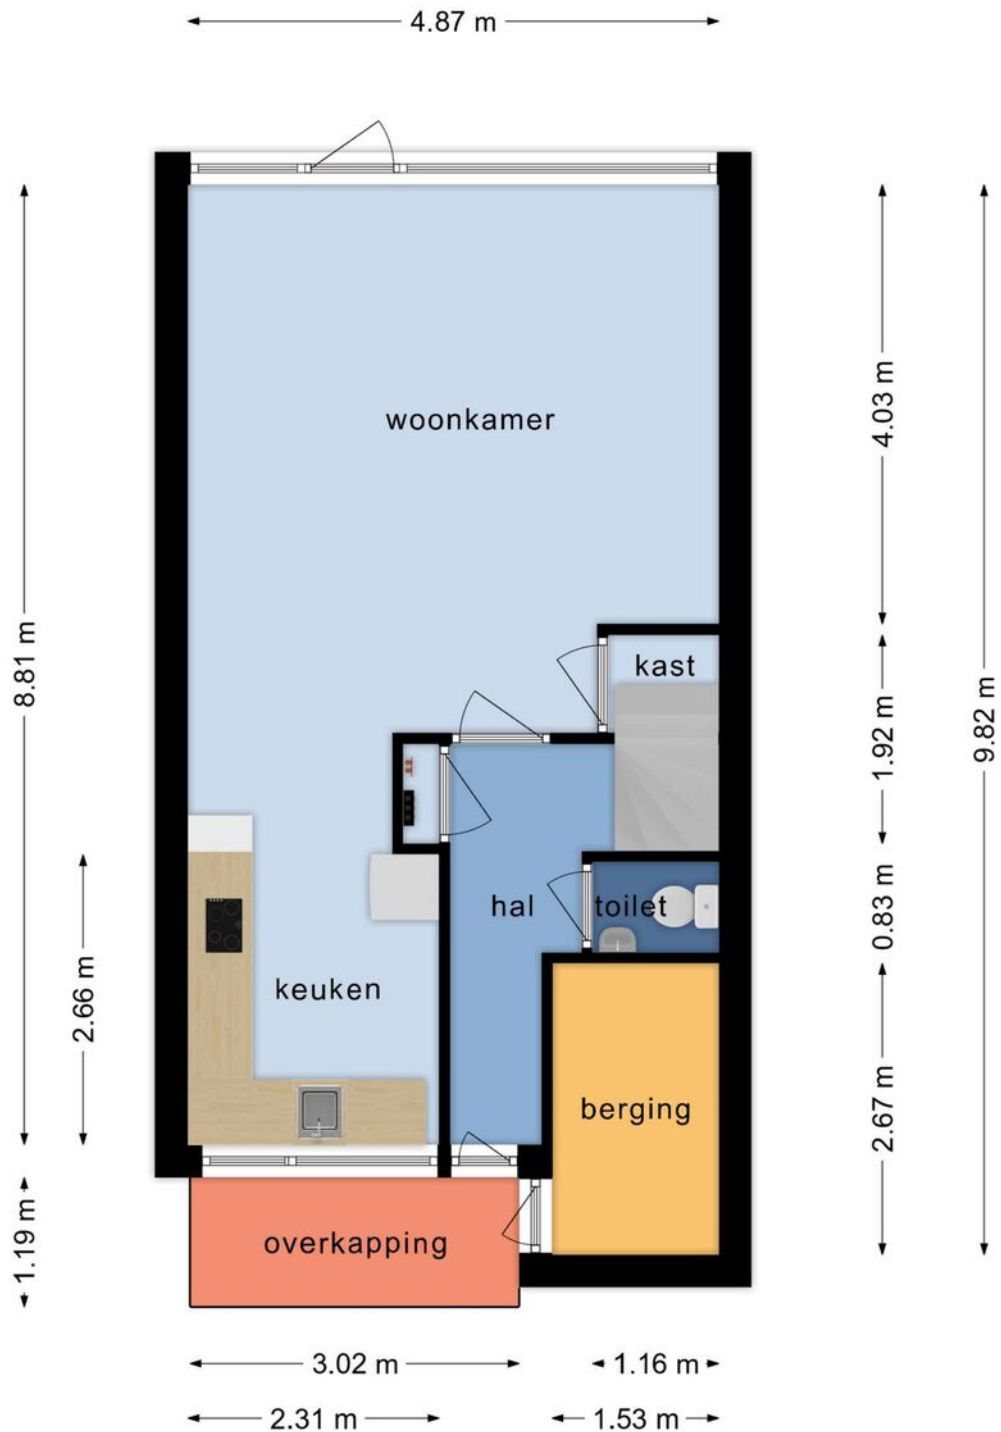 4.87 m
woonkamer
4.03 m
8.81 m
kast
1.92 m
9.82 m
hal
toilet
0.83 m
keuken
2.66 m
berging
2.67 m
overkapping
1.19 m
3.02 m
1.16 m
2.31 m
1.53 m